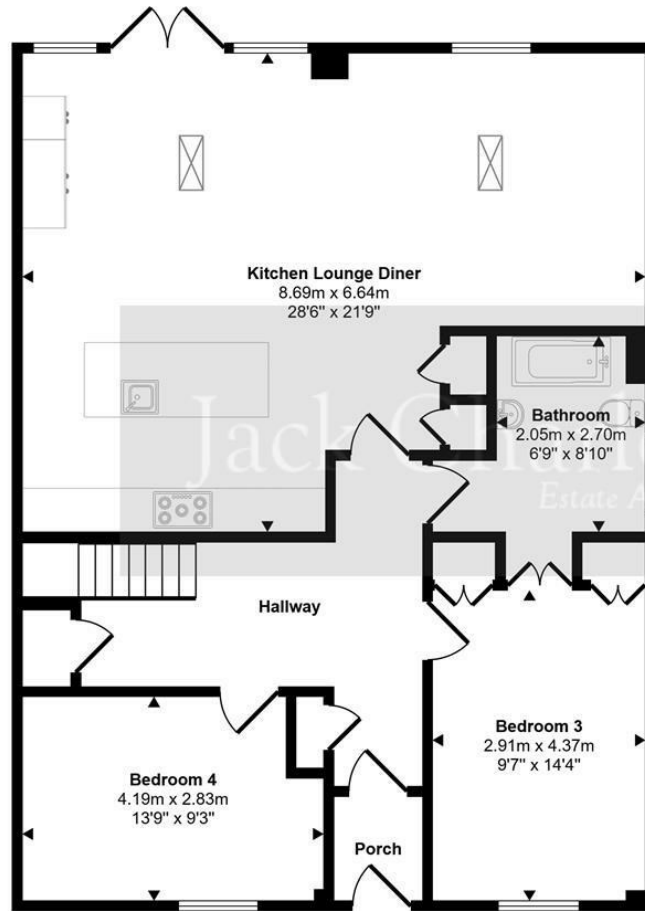 Kitchen Lounge Diner
8.69m x 6.64m
28'6" x 21'9"
Bathroom
2.05m x 2.70m
6'9" x 8'10"
Jack Charl
Estate A
Hallway
Bedroom 3
2.91m x 4.37m
9'7" x 14'4"
Bedroom 4
4.19m x 2.83m
13'9" x 9'3"
Porch